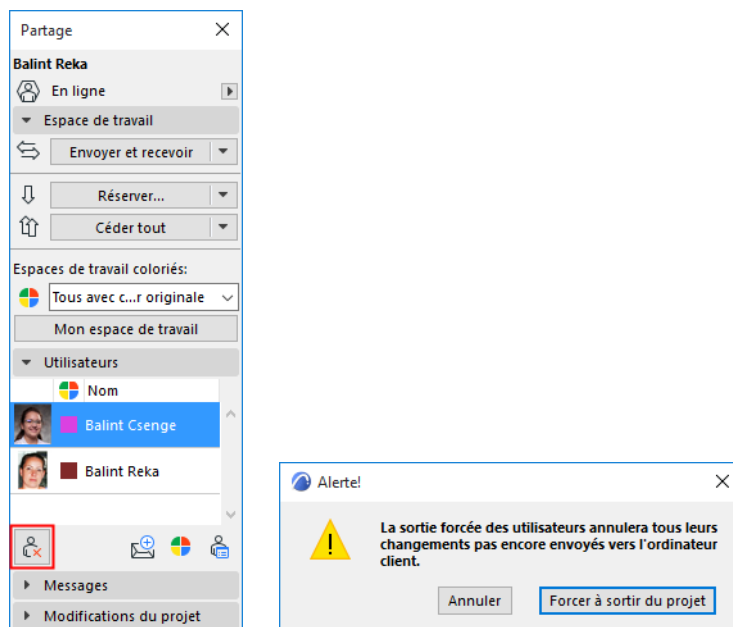 Partage
Balint Reka
En ligne
Espace de travail
Envoyer et recevoir
Réserver...
Céder tout
Espaces de travail coloriés:
Tous avec c...r originale
Mon espace de travail
Utilisateurs
Nom
Balint Csenge
Balint Reka
Messages
Modifications du projet
Alerte!
La sortie forcée des utilisateurs annulera tous leurs
changements pas encore envoyés vers l'ordinateur
client.
Annuler
Forcer à sortir du projet